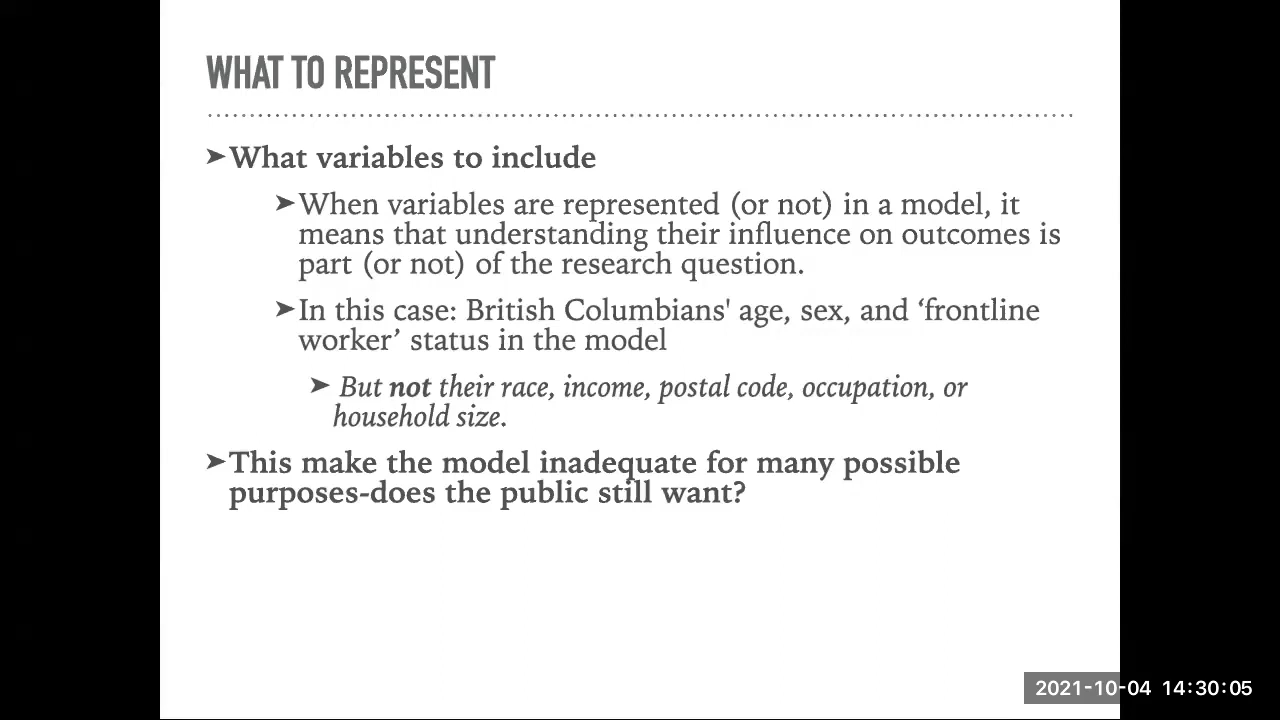 WHAT TO REPRESENT
➤What variables to include
➤When variables are represented (or not) in a model, it
means that understanding their influence on outcomes is
part (or not) of the research question.
➤In this case: British Columbians' age, sex, and ‘frontline
worker’ status in the model
➤ But not their race, income, postal code, occupation, or
household size.
➤This make the model inadequate for many possible
purposes-does the public still want?
2021-10-04 14:30:05